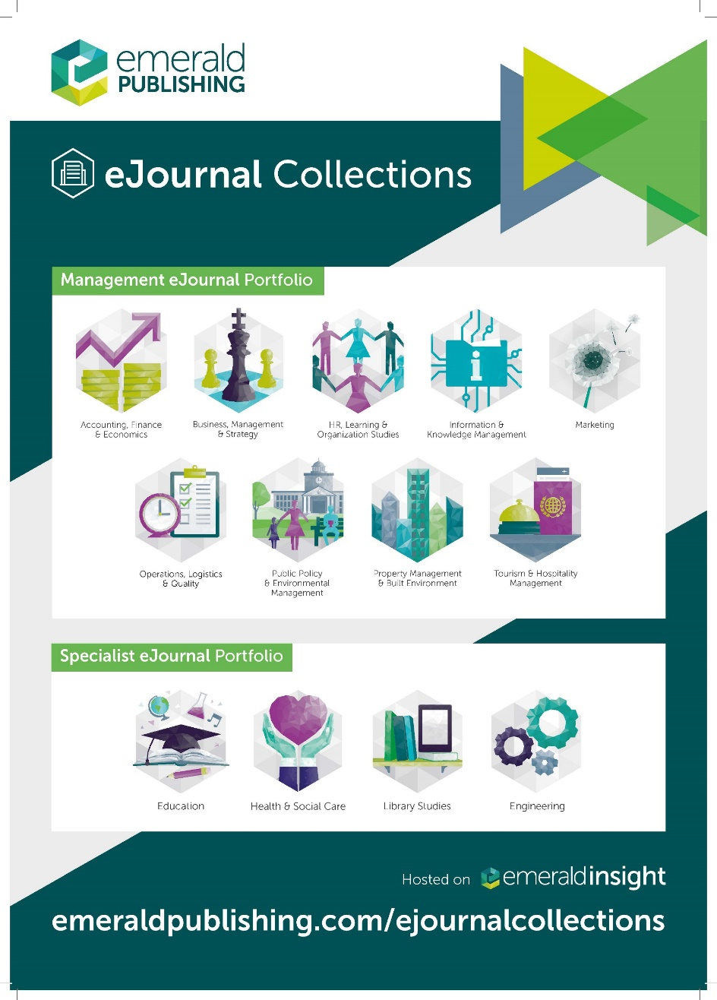 emerald
PUBLISHING
eJournal Collections
Management eJournal Portfolio
Accounting, Finance
& Economics
Business, Management
& Strategy
HR, Learning &
Organization Studies
Information &
Knowledge Management
Marketing
Operations, Logistics
& Quality
Public Policy
& Environmental
Management
Property Management
& Built Environment
Tourism & Hospitality
Management
Specialist eJournal Portfolio
Education
Health & Social Care
Library Studies
Engineering
Hosted on emeraldinsight
emeraldpublishing.com/ejournalcollections